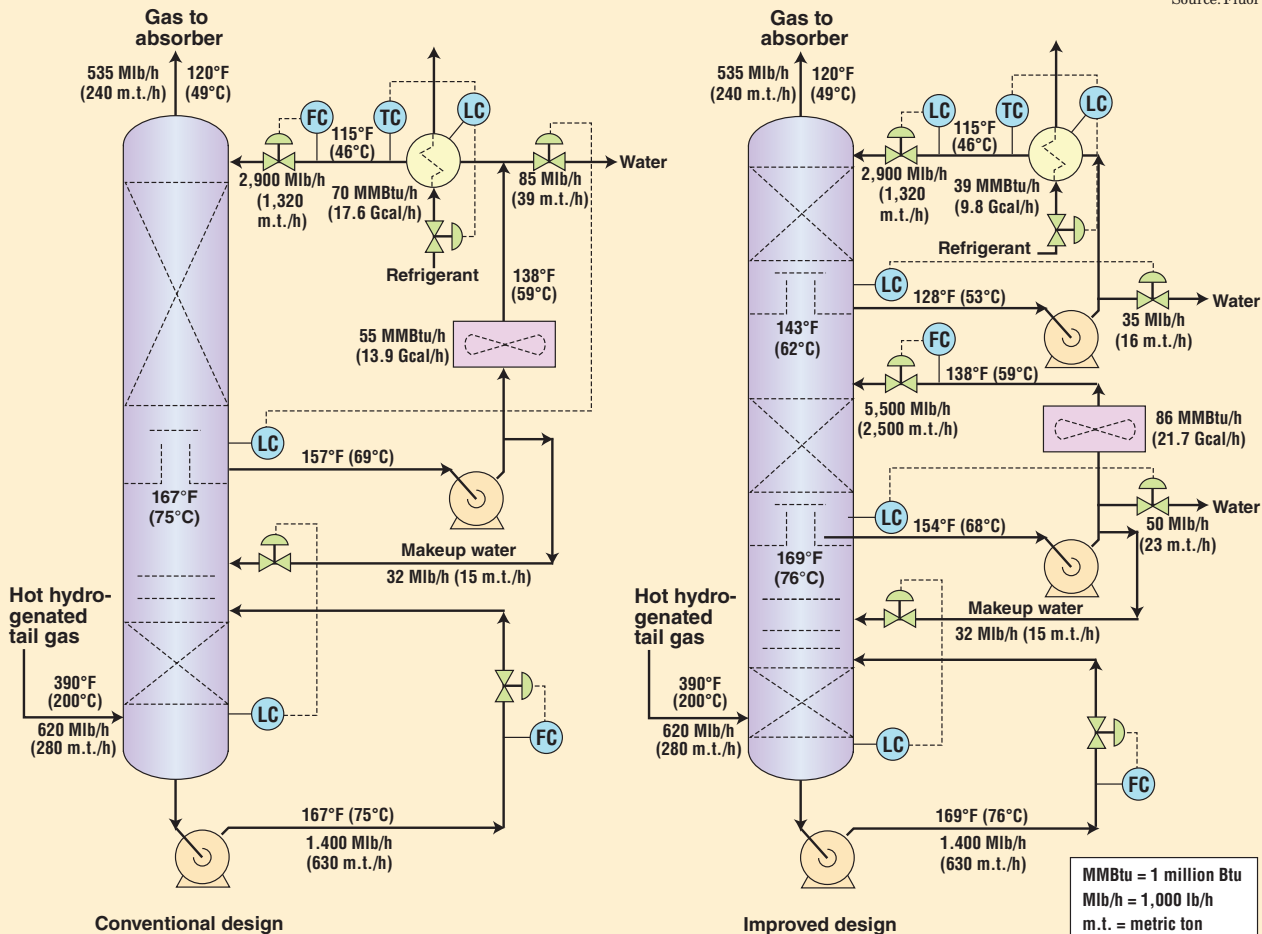 Source: Fluor
Gas to
absorber
535 Mlb/h
(240 m.t./h)
120°F
(49°C)
FC
TC
LC
115°F
(46°C)
2,900 Mlb/h
(1,320
m.t./h)
70 MMBtu/h
(17.6 Gcal/h)
85 Mlb/h
(39 m.t./h)
Water
Refrigerant
138°F
(59°C)
55 MMBtu/h
(13.9 Gcal/h)
LC
157°F (69°C)
167°F
(75°C)
Makeup water
32 Mlb/h (15 m.t./h)
Hot hydro-
genated
tail gas
390°F
(200°C)
620 Mlb/h
(280 m.t./h)
LC
FC
167°F (75°C)
1.400 Mlb/h
(630 m.t./h)
Conventional design
Gas to
absorber
535 Mlb/h
(240 m.t./h)
120°F
(49°C)
LC
TC
LC
115°F
(46°C)
2,900 Mlb/h
(1,320
m.t./h)
39 MMBtu/h
(9.8 Gcal/h)
Refrigerant
LC
128°F (53°C)
Water
35 Mlb/h
(16 m.t./h)
143°F
(62°C)
FC
138°F (59°C)
5,500 Mlb/h
(2,500 m.t./h)
86 MMBtu/h
(21.7 Gcal/h)
LC
154°F (68°C)
Water
50 Mlb/h
(23 m.t./h)
169°F
(76°C)
Makeup water
32 Mlb/h (15 m.t./h)
Hot hydro-
genated
tail gas
390°F
(200°C)
620 Mlb/h
(280 m.t./h)
LC
FC
169°F (76°C)
1.400 Mlb/h
(630 m.t./h)
Improved design
MMBtu = 1 million Btu
Mlb/h = 1,000 lb/h
m.t. = metric ton